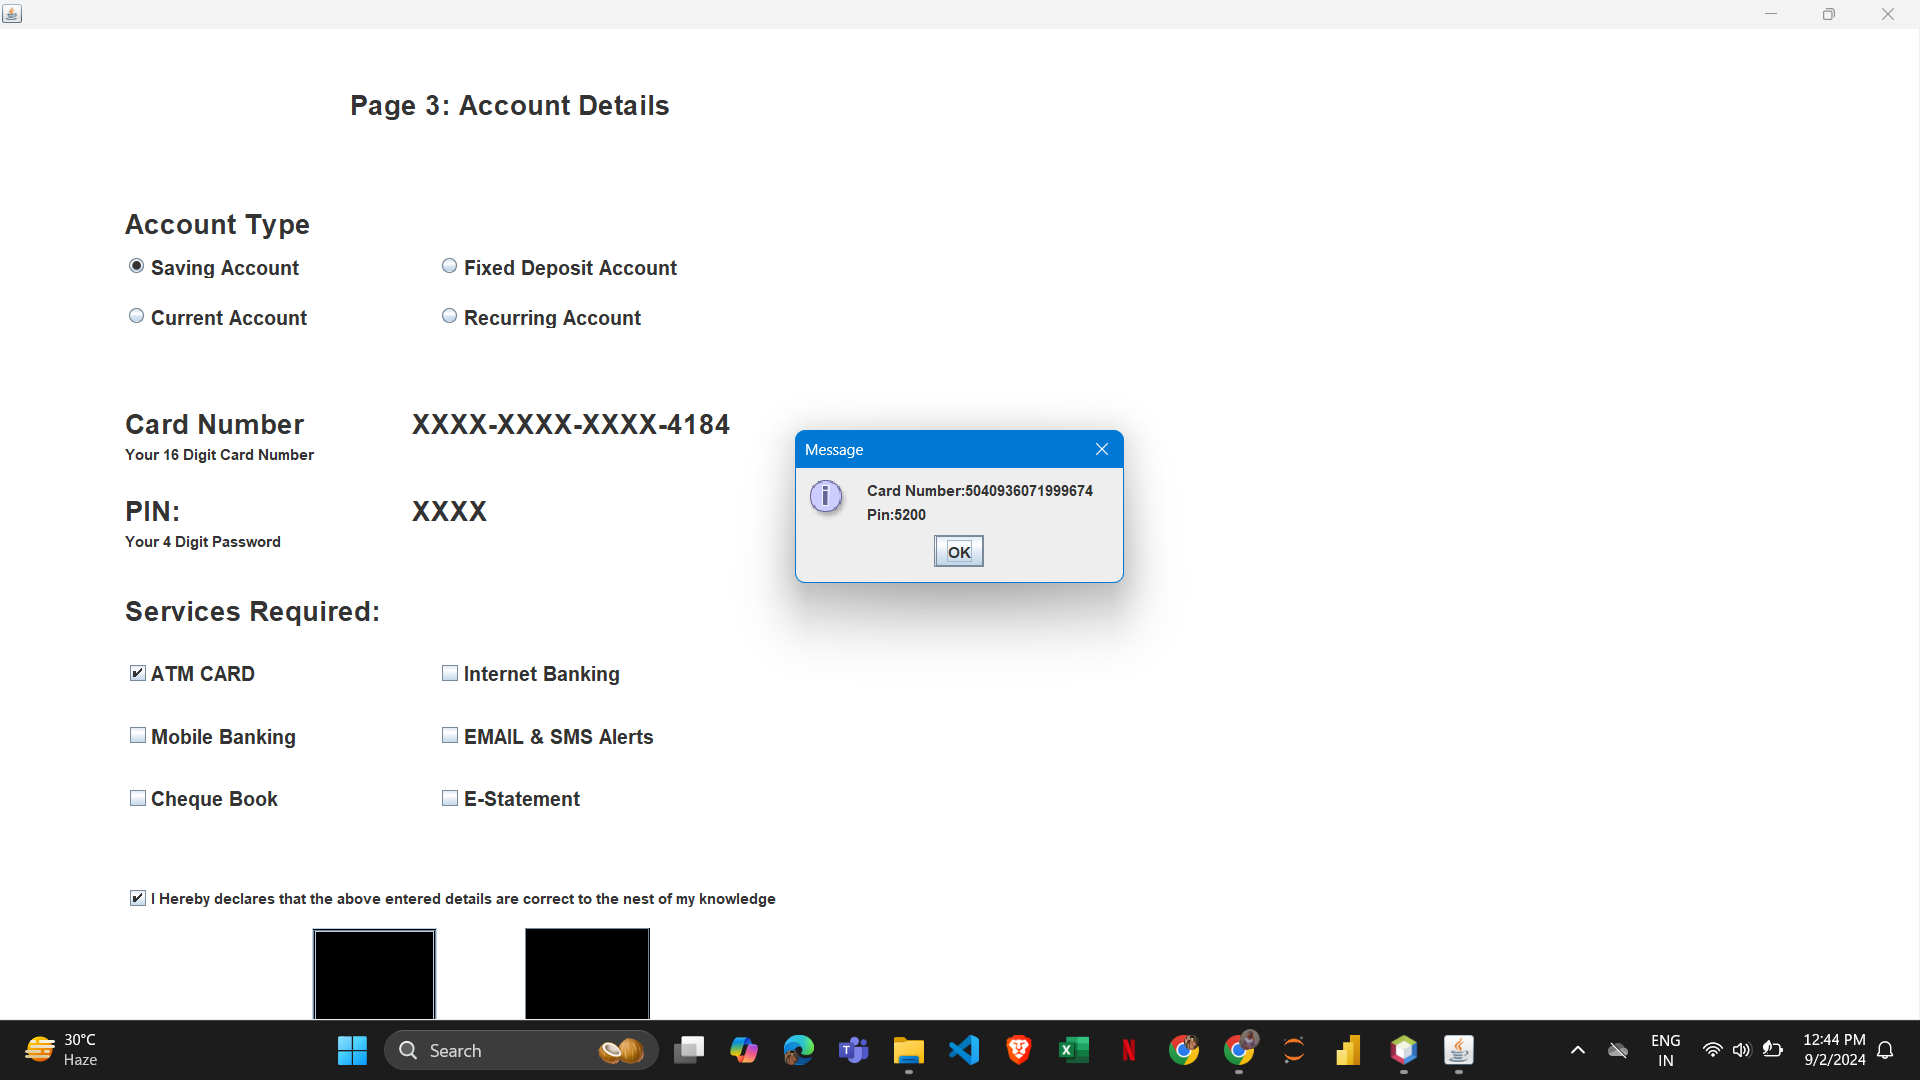 Page 3: Account Details
Account Type
Saving Account
Fixed Deposit Account
Current Account
Recurring Account
Card Number
XXXX-XXXX-XXXX-4184
Your 16 Digit Card Number
PIN:
XXXX
Your 4 Digit Password
Message
Card Number:5040936071999674
Pin:5200
OK
Services Required:
ATM CARD
Internet Banking
Mobile Banking
EMAIL & SMS Alerts
Cheque Book
E-Statement
I Hereby declares that the above entered details are correct to the nest of my knowledge
30°C
Haze
Search
ENG
IN
12:44 PM
9/2/2024